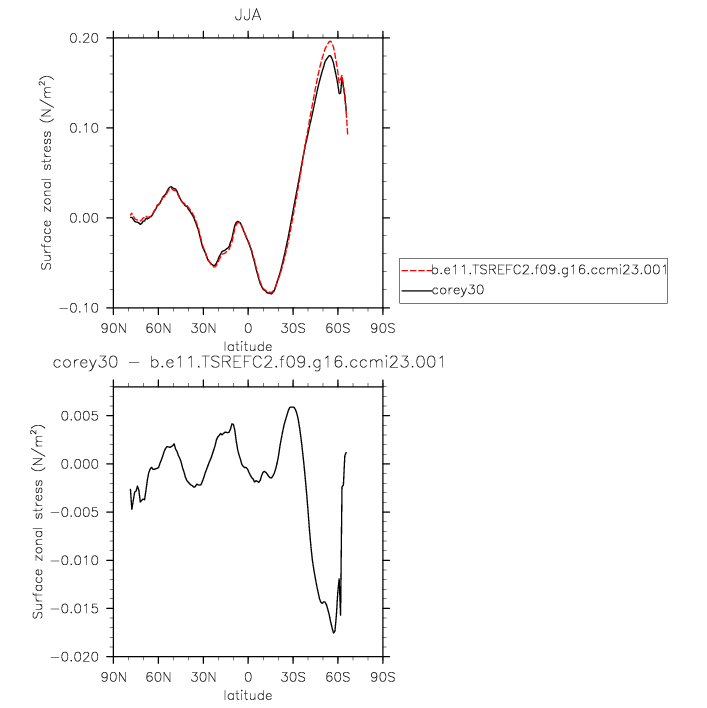 JJA
Surface zonal stress (N/m²)
0.20
0.10
0.00
−0.10
90N 60N 30N 0 30S 60S 90S
latitude
b.e11.TSREFC2.f09.g16.ccmi23.001
corey30
corey30 − b.e11.TSREFC2.f09.g16.ccmi23.001
Surface zonal stress (N/m²)
0.005
0.000
−0.005
−0.010
−0.015
−0.020
90N 60N 30N 0 30S 60S 90S
latitude